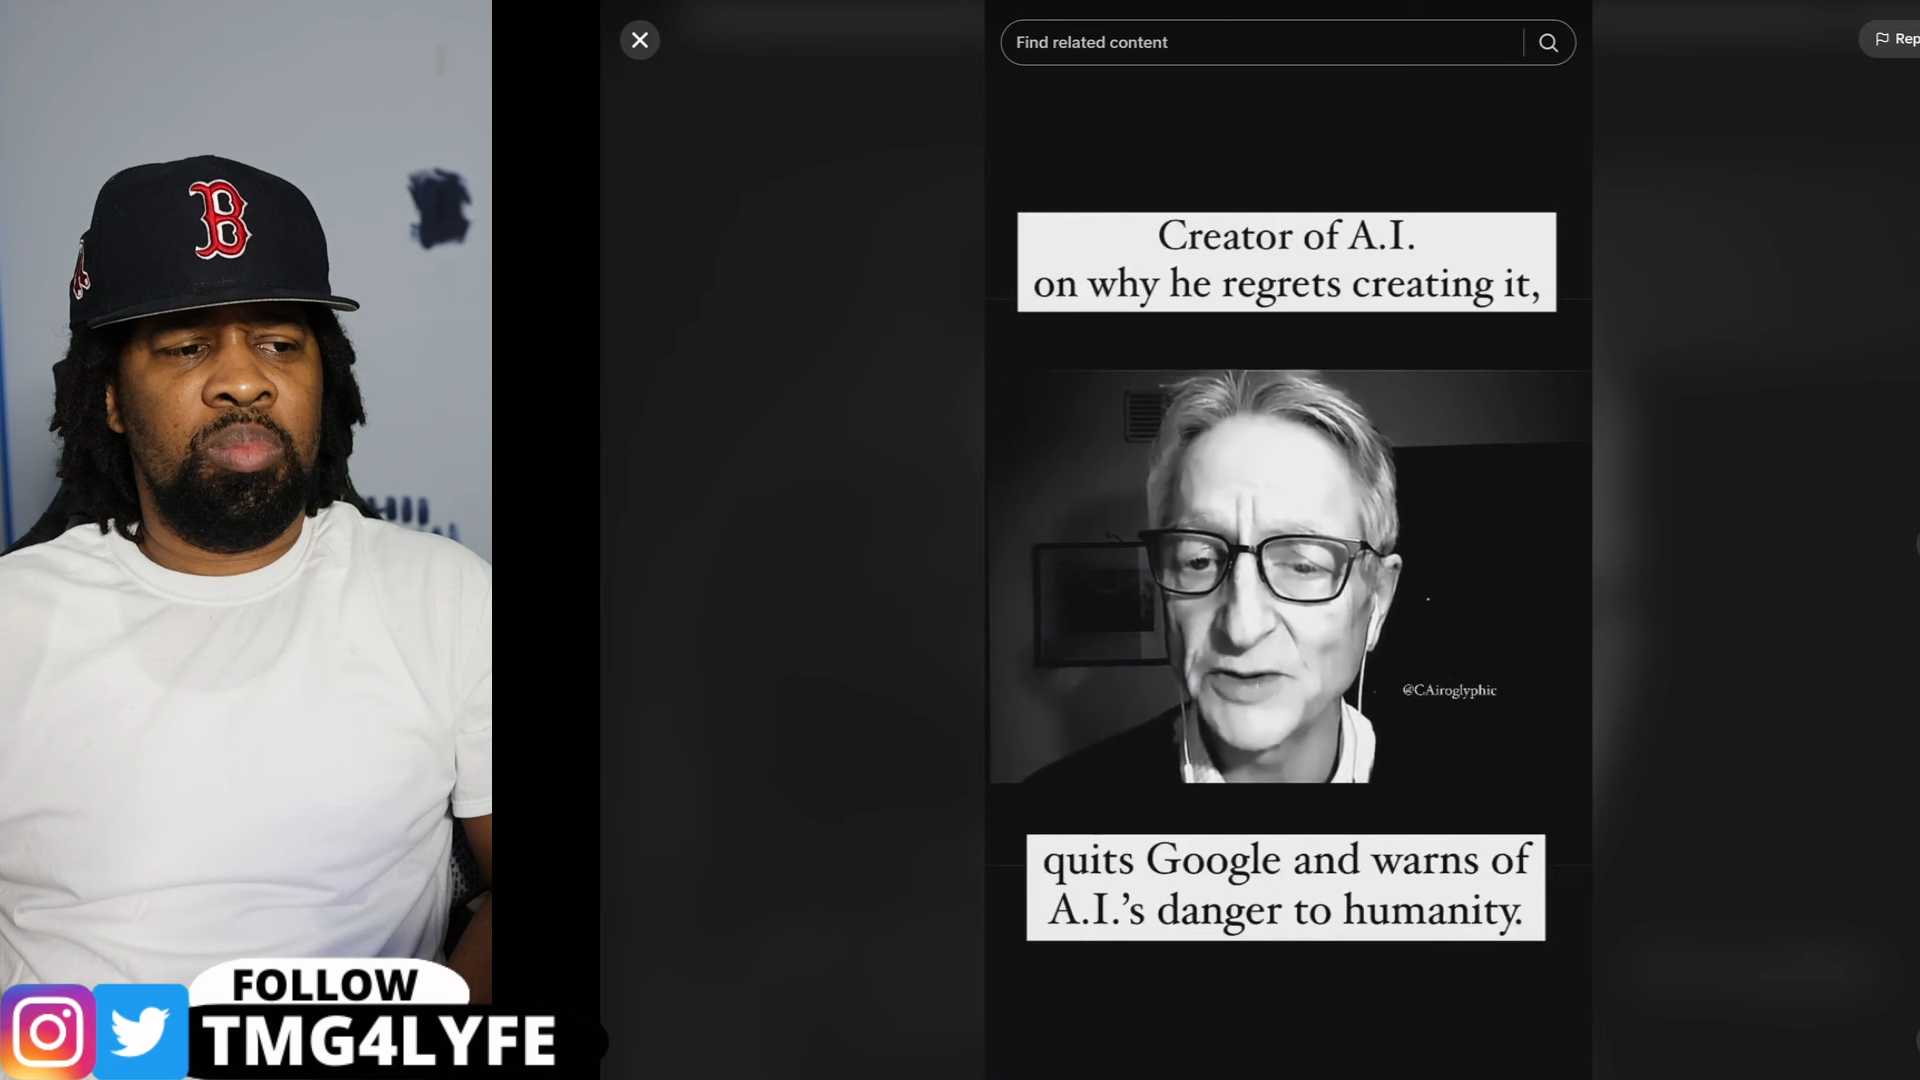 B
Find related content
Rep
Creator of A.I.
on why he regrets creating it,
@CAiroglyphic
quits Google and warns of
A.I.'s danger to humanity.
FOLLOW
TMG4LYFE